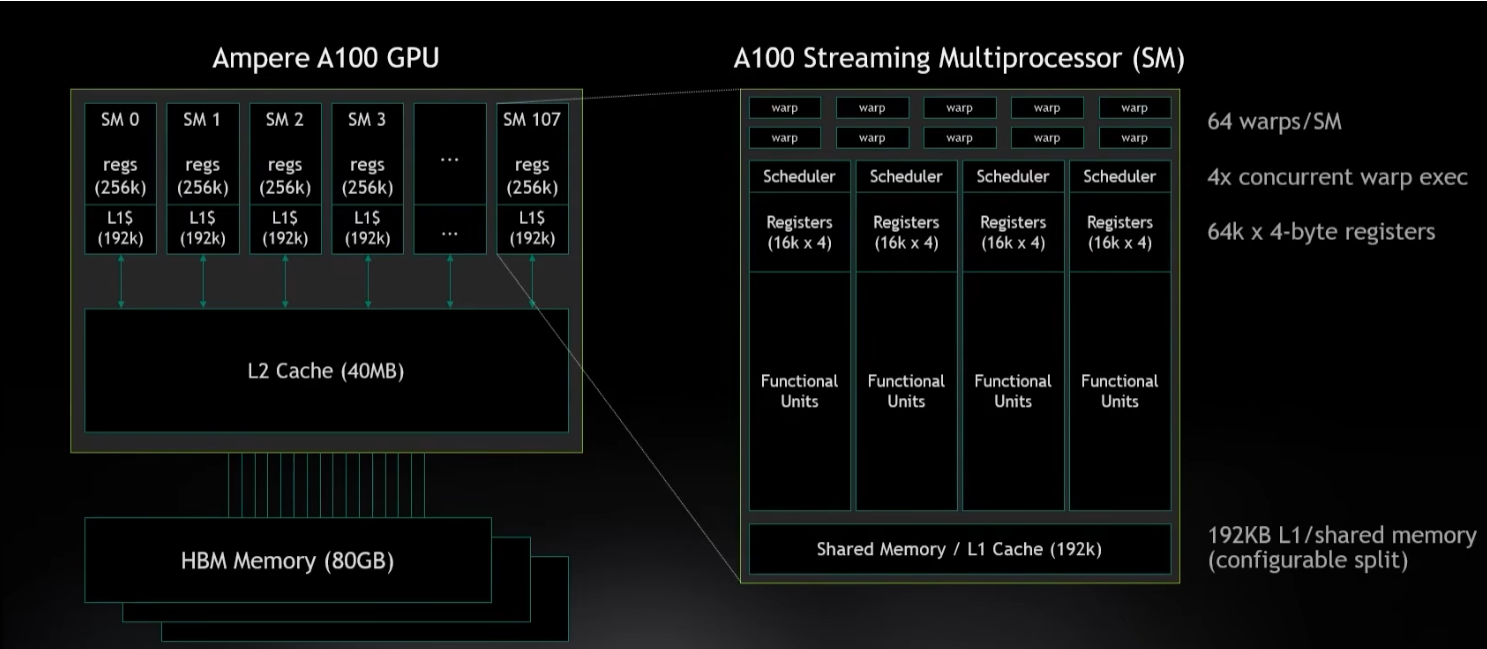 Ampere A100 GPU
SM 0
regs
(256k)
L1$
(192k)
SM 1
regs
(256k)
L1$
(192k)
SM 2
regs
(256k)
L1$
(192k)
SM 3
regs
(256k)
L1$
(192k)
...
...
SM 107
regs
(256k)
L1$
(192k)
L2 Cache (40MB)
HBM Memory (80GB)
A100 Streaming Multiprocessor (SM)
warp warp warp warp warp
warp warp warp warp warp
64 warps/SM
Scheduler Scheduler Scheduler Scheduler
4x concurrent warp exec
Registers
(16k x 4)
Registers
(16k x 4)
Registers
(16k x 4)
Registers
(16k x 4)
64k x 4-byte registers
Functional
Units
Functional
Units
Functional
Units
Functional
Units
Shared Memory / L1 Cache (192k)
192KB L1/shared memory
(configurable split)